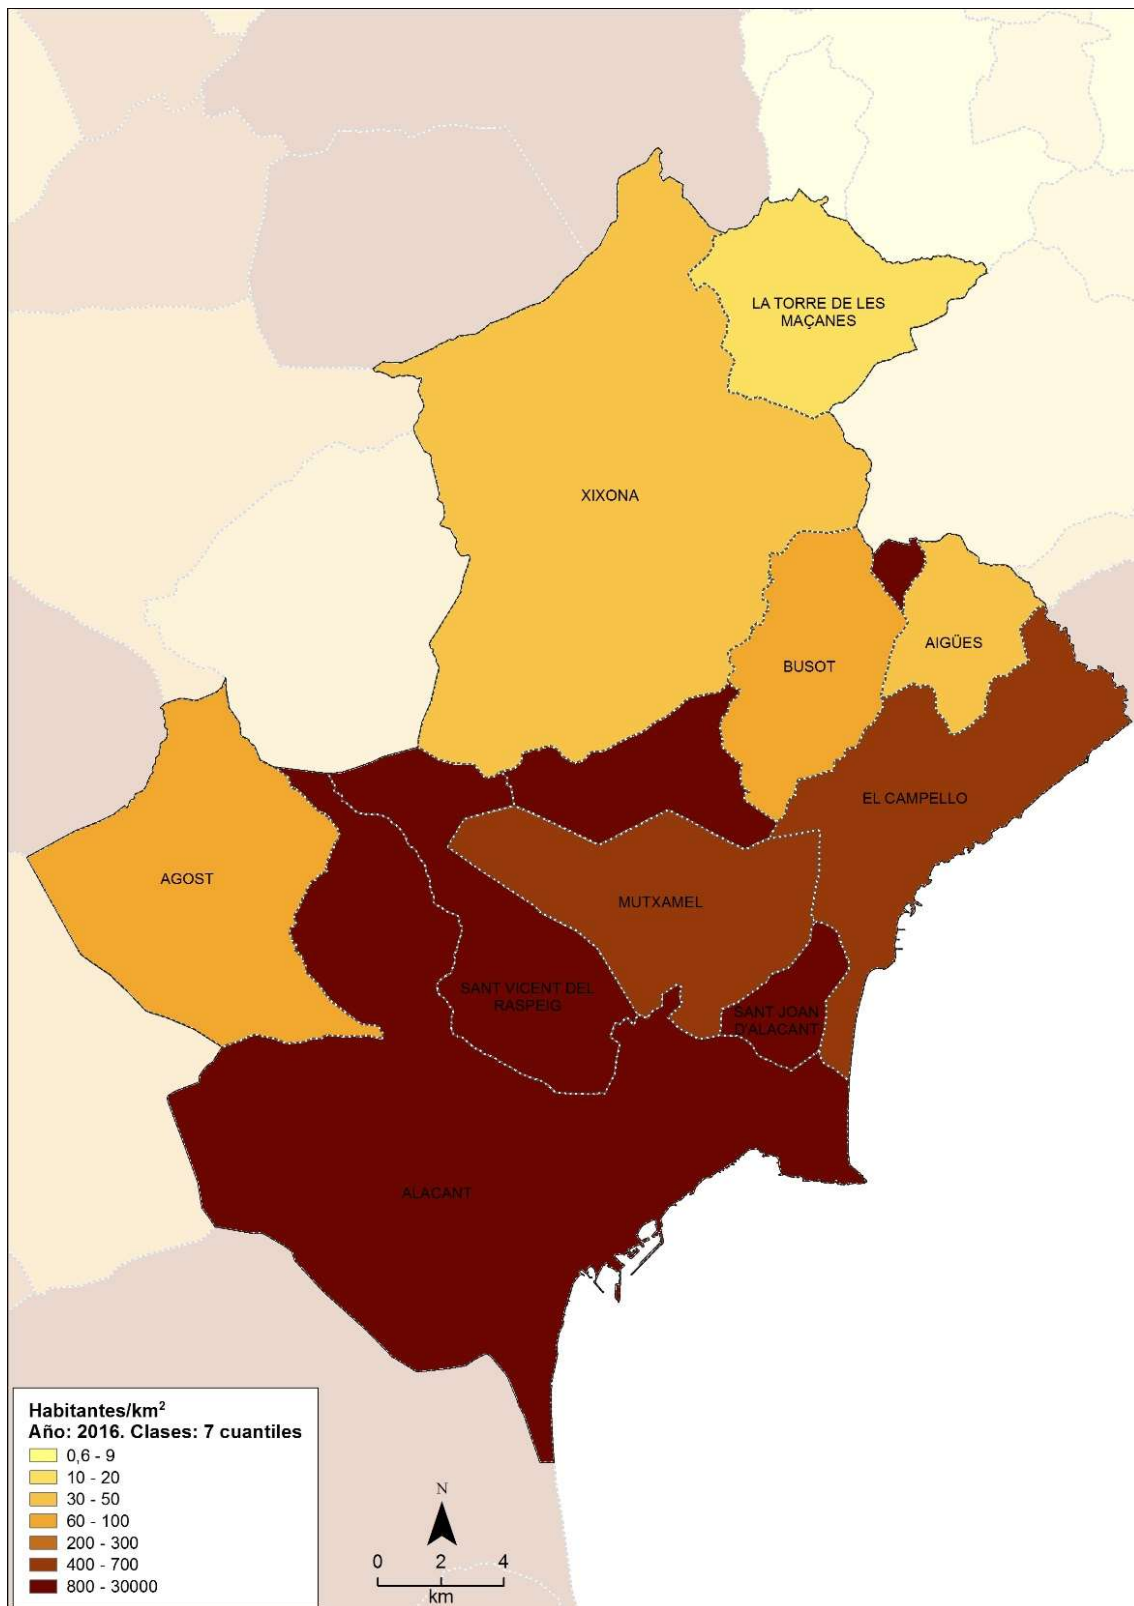 LA TORRE DE LES
MAÇANES
XIXONA
AIGÜES
BUSOT
EL CAMPELLO
AGOST
MUTXAMEL
SANT VICENT DEL
RASPEIG
SANT JOAN
D'ALACANT
ALACANT
Habitantes/km²
Año: 2016. Clases: 7 cuantiles
0,6 - 9
10 - 20
30 - 50
60 - 100
200 - 300
400 - 700
800 - 30000
N
0 2 4
km